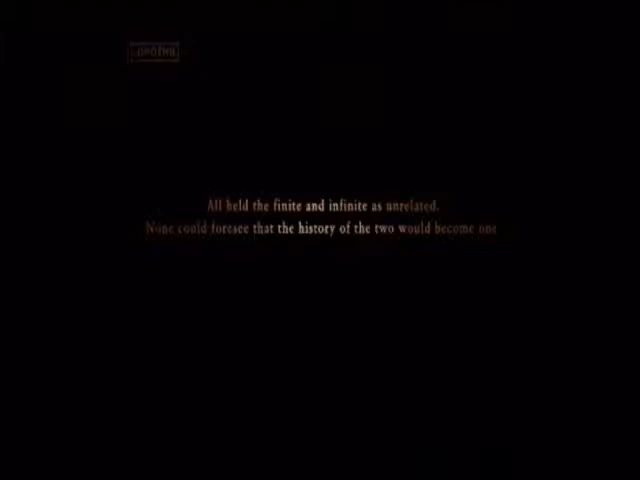 All held the finite and infinite as unrelated.
None could foresee that the history of the two would become one